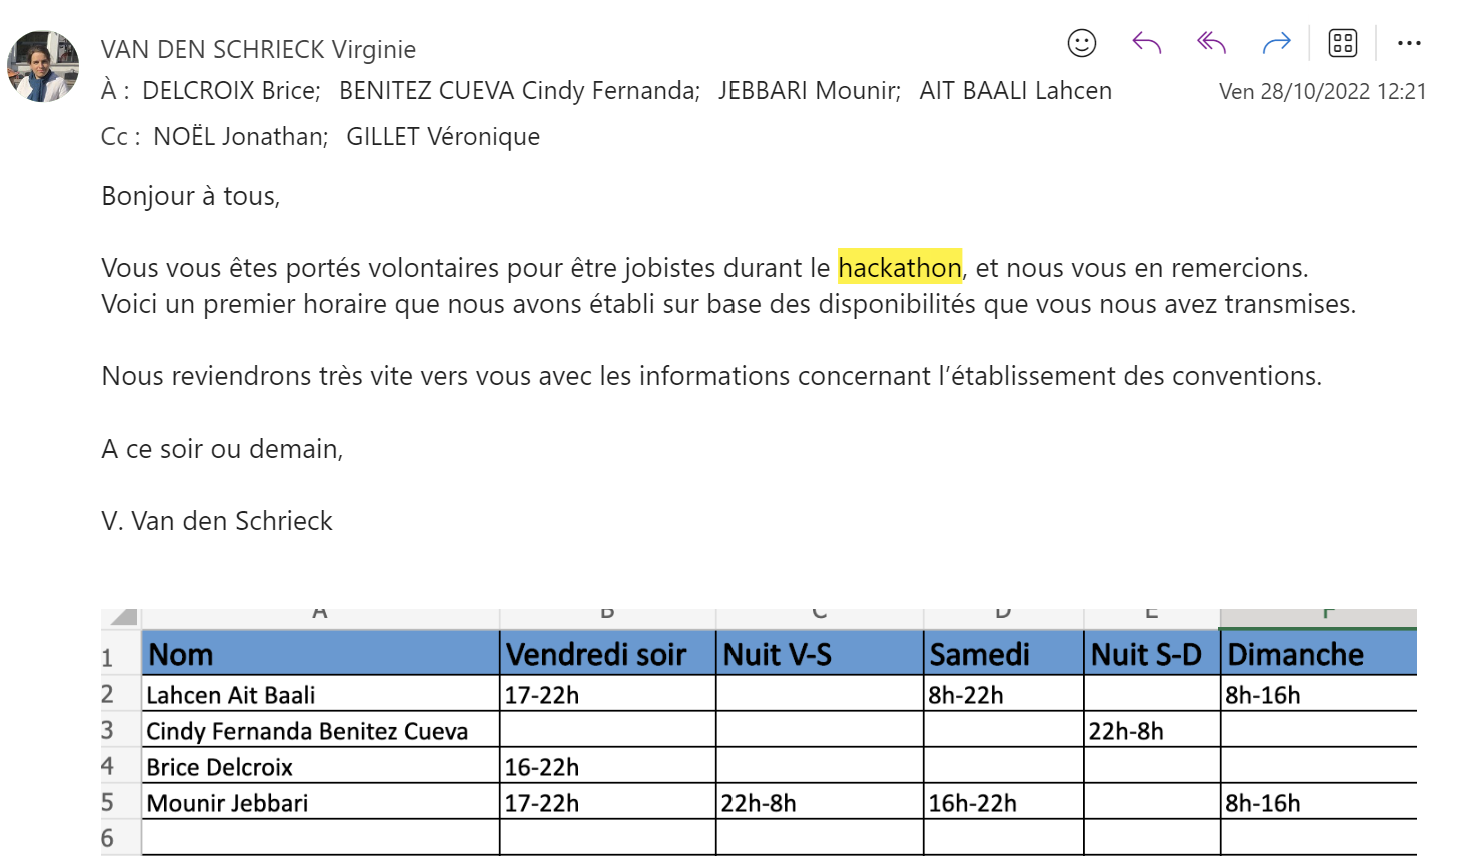 VAN DEN SCHRIECK Virginie
À : DELCROIX Brice; BENITEZ CUEVA Cindy Fernanda; JEBBARI Mounir; AIT BAALI Lahcen
Ven 28/10/2022 12:21
Cc : NOËL Jonathan; GILLET Véronique
Bonjour à tous,
Vous vous êtes portés volontaires pour être jobistes durant le hackathon, et nous vous en remercions.
Voici un premier horaire que nous avons établi sur base des disponibilités que vous nous avez transmises.
Nous reviendrons très vite vers vous avec les informations concernant l’établissement des conventions.
A ce soir ou demain,
V. Van den Schrieck
A B C D E F
1 Nom Vendredi soir Nuit V-S Samedi Nuit S-D Dimanche
2 Lahcen Ait Baali 17-22h 8h-22h 8h-16h
3 Cindy Fernanda Benitez Cueva 22h-8h
4 Brice Delcroix 16-22h
5 Mounir Jebbari 17-22h 22h-8h 16h-22h 8h-16h
6